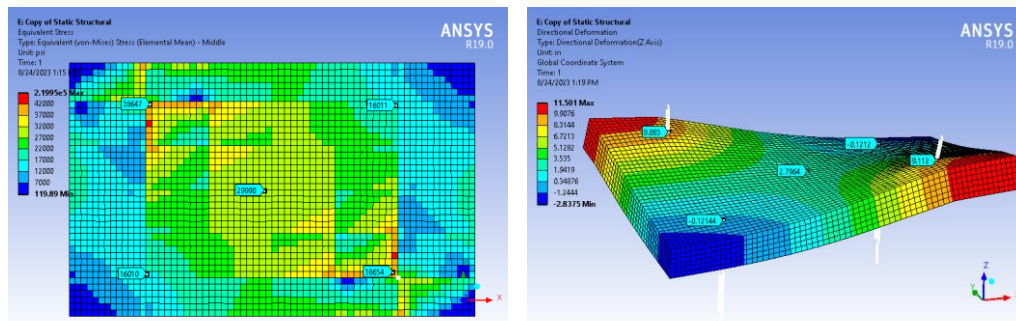 E: Copy of Static Structural
Equivalent Stress
Type: Equivalent (von-Mises) Stress (Elemental Mean) - Middle
Unit: psi
Time: 1
8/24/2023 1:15
2.1995e5 Max
42000
37000
32000
27000
22000
17000
12000
7000
119.89 Min
ANSYS
R19.0
38647
16011
29990
16010
38654
X
E: Copy of Static Structural
Directional Deformation
Type: Directional Deformation(Z Axis)
Unit: in
Global Coordinate System
Time: 1
8/24/2023 1:19 PM
11.501 Max
9.9076
8.3144
6.7213
5.1282
3.535
1.9419
0.34876
-1.2444
-2.8375 Min
ANSYS
R19.0
9.085
-0.1212
9.112
2.7964
-0.12144
Z
Y